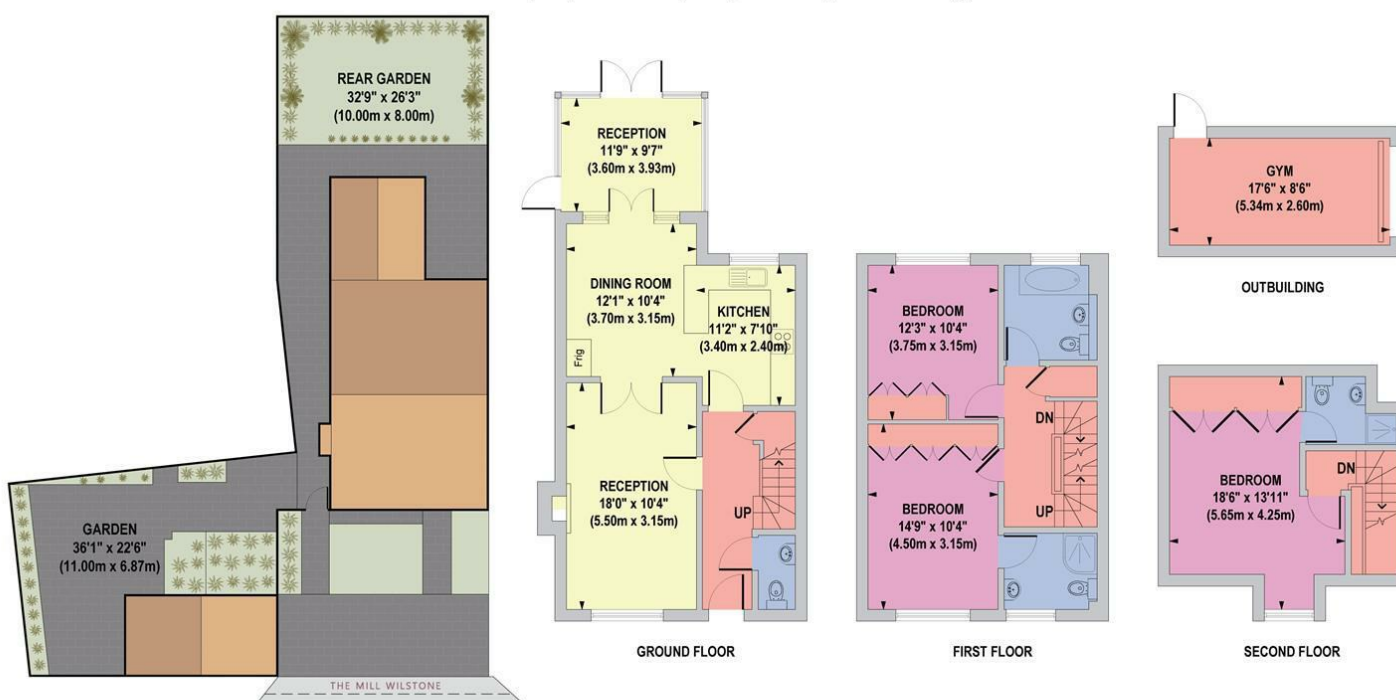 REAR GARDEN
32'9" x 26'3"
(10.00m x 8.00m)
GARDEN
36'1" x 22'6"
(11.00m x 6.87m)
THE MILL WILSTONE
RECEPTION
11'9" x 9'7"
(3.60m x 3.93m)
DINING ROOM
12'1" x 10'4"
(3.70m x 3.15m)
KITCHEN
11'2" x 7'10"
(3.40m x 2.40m)
Frig
RECEPTION
18'0" x 10'4"
(5.50m x 3.15m)
UP
GROUND FLOOR
BEDROOM
12'3" x 10'4"
(3.75m x 3.15m)
DN
BEDROOM
14'9" x 10'4"
(4.50m x 3.15m)
UP
FIRST FLOOR
GYM
17'6" x 8'6"
(5.34m x 2.60m)
OUTBUILDING
BEDROOM
18'6" x 13'11"
(5.65m x 4.25m)
DN
SECOND FLOOR